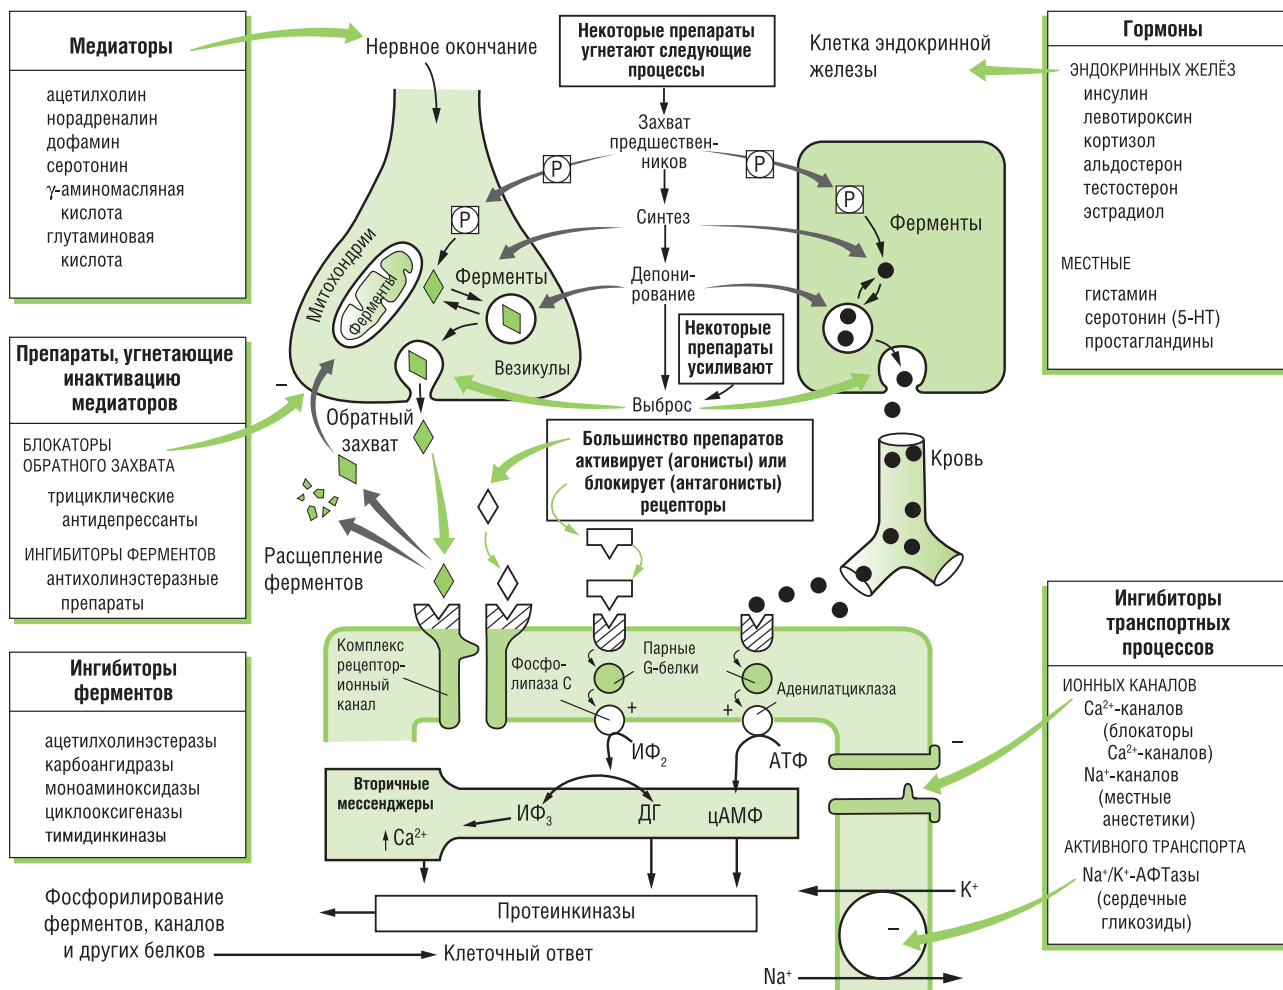 Медиаторы
ацетилхолин
норадреналин
дофамин
серотонин
γ-аминомасляная
кислота
глутаминовая
кислота
Нервное окончание
Некоторые препараты
угнетают следующие
процессы
Клетка эндокринной
железы
Гормоны
ЭНДОКРИННЫХ ЖЕЛЁЗ
инсулин
левотироксин
кортизол
альдостерон
тестостерон
эстрадиол
МЕСТНЫЕ
гистамин
серотонин (5-НТ)
простагландины
Захват
предшествен-
ников
P
P
P
P
Синтез
Депони-
рование
Ферменты
Митохондрии
Ферменты
Ферменты
Везикулы
Некоторые
препараты
усиливают
Выброс
Препараты, угнетающие
инактивацию
медиаторов
БЛОКАТОРЫ
ОБРАТНОГО ЗАХВАТА
трициклические
антидепрессанты
ИНГИБИТОРЫ ФЕРМЕНТОВ
антихолинэстеразные
препараты
–
Обратный
захват
Большинство препаратов
активирует (агонисты) или
блокирует (антагонисты)
рецепторы
Кровь
Расщепление
ферментов
Ингибиторы
ферментов
ацетилхолинэстеразы
карбоангидразы
моноаминоксидазы
циклооксигеназы
тимидинкиназы
Комплекс
рецептор-
ионный
канал
Фосфо-
липаза C
Парные
G-белки
Аденилатциклаза
+
+
ИФ₂
АТФ
Вторичные
мессенджеры
↑ Ca²⁺
ИФ₃
ДГ
цАМФ
Протеинкиназы
Фосфорилирование
ферментов, каналов
и других белков
Клеточный ответ
Ингибиторы
транспортных
процессов
ИОННЫХ КАНАЛОВ
Ca²⁺-каналов
(блокаторы
Ca²⁺-каналов)
Na⁺-каналов
(местные
анестетики)
АКТИВНОГО ТРАНСПОРТА
Na⁺/K⁺-АФТазы
(сердечные
гликозиды)
–
K⁺
–
Na⁺